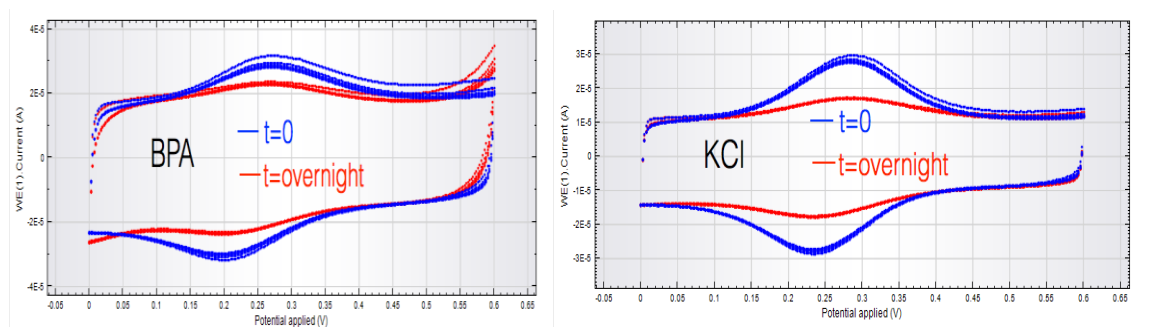 4E-5
2E-5
0
-2E-5
-4E-5
WE(1).Current (A)
BPA
t=0
t=overnight
-0.05
0
0.05
0.1
0.15
0.2
0.25
0.3
0.35
0.4
0.45
0.5
0.55
0.6
0.65
Potential applied (V)
3E-5
2E-5
1E-5
0
-1E-5
-2E-5
-3E-5
WE(1).Current (A)
KCl
t=0
t=overnight
-0.05
0
0.05
0.1
0.15
0.2
0.25
0.3
0.35
0.4
0.45
0.5
0.55
0.6
0.65
Potential applied (V)